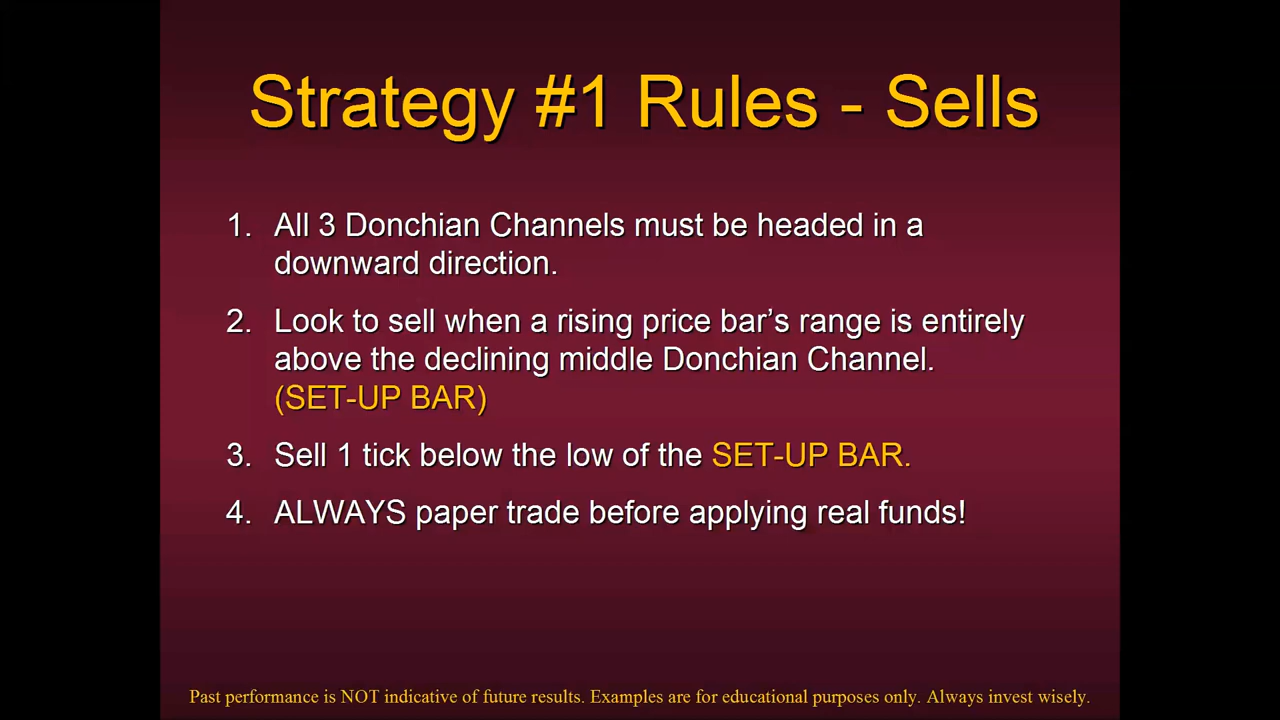 Strategy #1 Rules - Sells
1. All 3 Donchian Channels must be headed in a
downward direction.
2. Look to sell when a rising price bar's range is entirely
above the declining middle Donchian Channel.
(SET-UP BAR)
3. Sell 1 tick below the low of the SET-UP BAR.
4. ALWAYS paper trade before applying real funds!
Past performance is NOT indicative of future results. Examples are for educational purposes only. Always invest wisely.